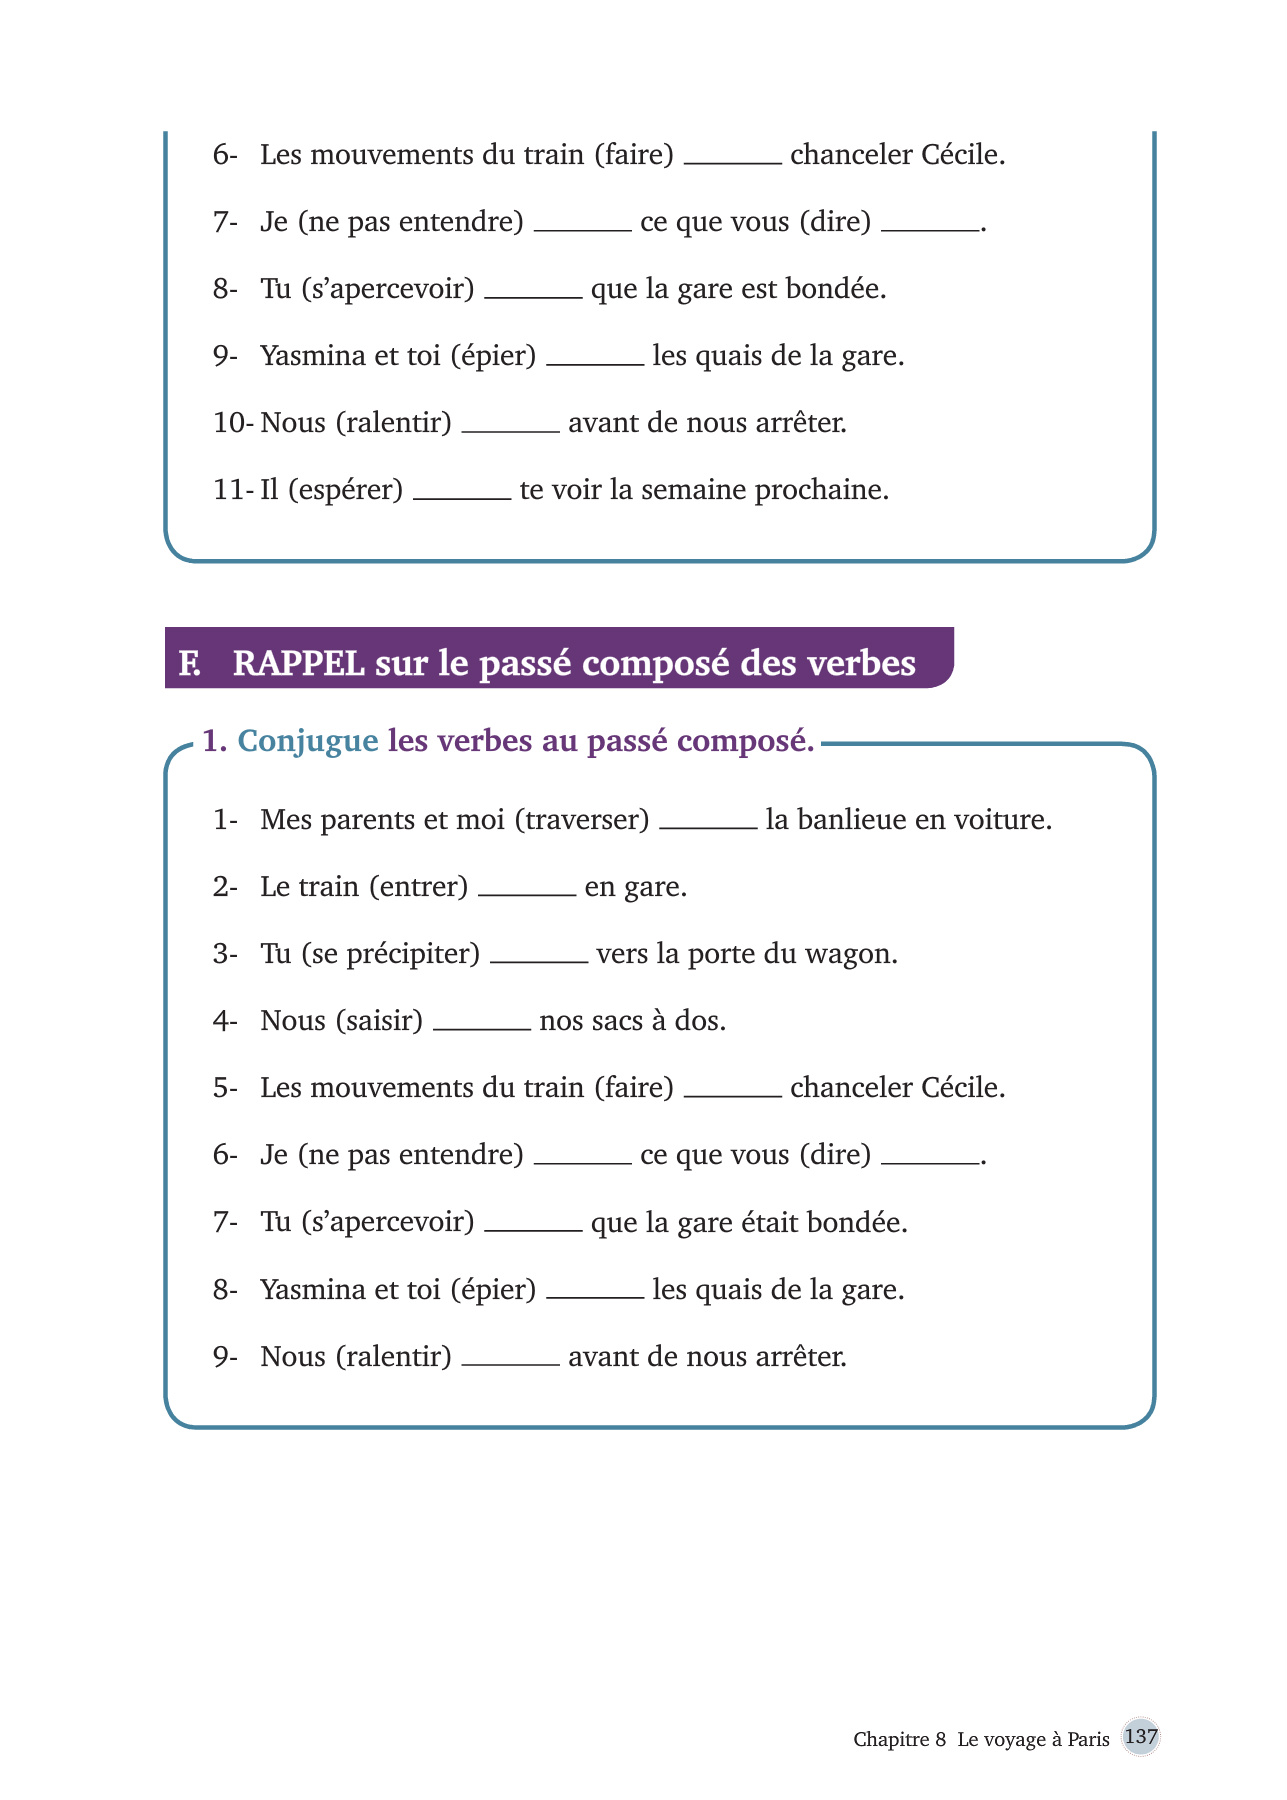 6- Les mouvements du train (faire) _______ chanceler Cécile.
7- Je (ne pas entendre) _______ ce que vous (dire) _______.
8- Tu (s’apercevoir) _______ que la gare est bondée.
9- Yasmina et toi (épier) _______ les quais de la gare.
10- Nous (ralentir) _______ avant de nous arrêter.
11- Il (espérer) _______ te voir la semaine prochaine.
F. RAPPEL sur le passé composé des verbes
1. Conjugue les verbes au passé composé.
1- Mes parents et moi (traverser) _______ la banlieue en voiture.
2- Le train (entrer) _______ en gare.
3- Tu (se précipiter) _______ vers la porte du wagon.
4- Nous (saisir) _______ nos sacs à dos.
5- Les mouvements du train (faire) _______ chanceler Cécile.
6- Je (ne pas entendre) _______ ce que vous (dire) _______.
7- Tu (s’apercevoir) _______ que la gare était bondée.
8- Yasmina et toi (épier) _______ les quais de la gare.
9- Nous (ralentir) _______ avant de nous arrêter.
Chapitre 8 Le voyage à Paris 137